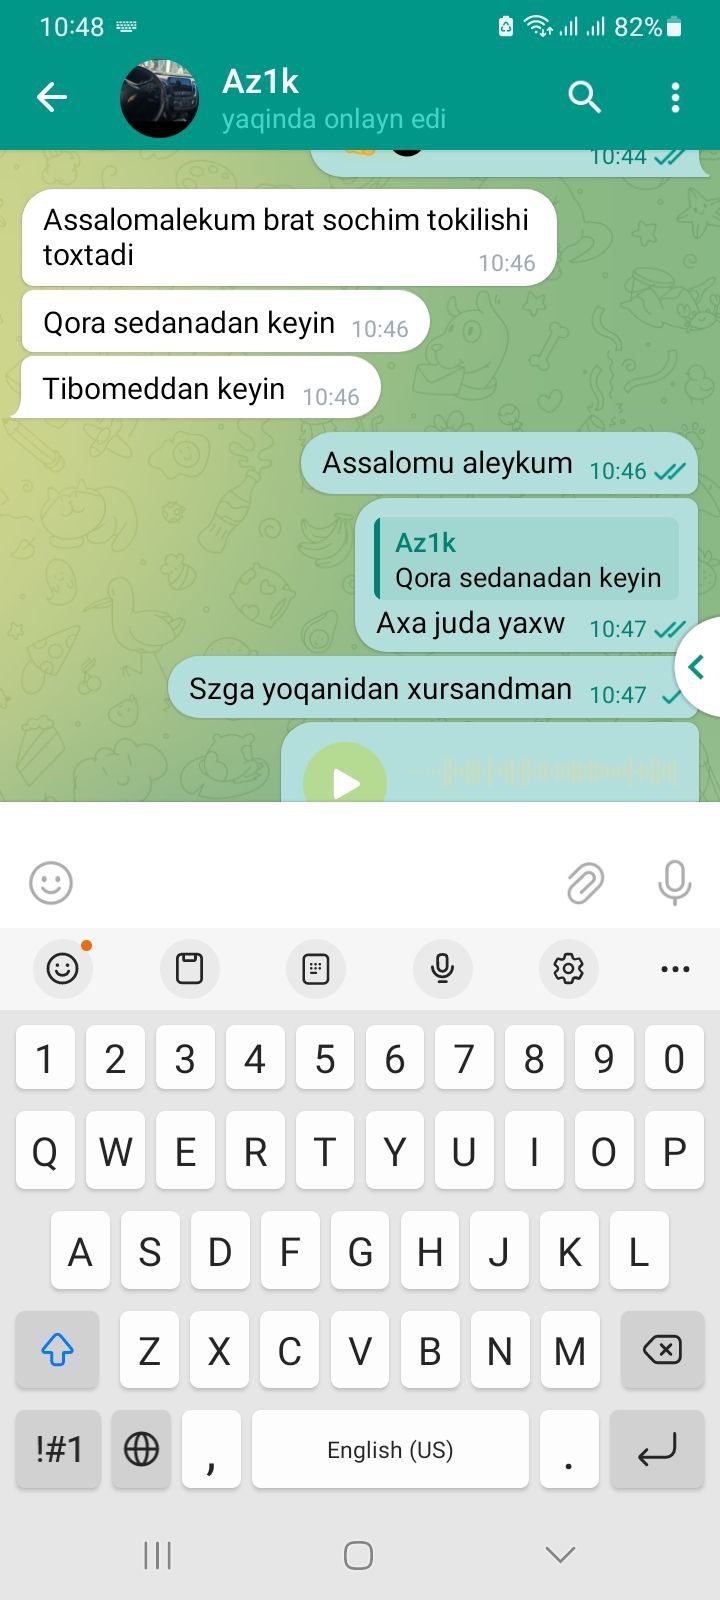 10:48
82%
Az1k
yaqinda onlayn edi
10:44
Assalomalekum brat sochim tokilishi
toxtadi
10:46
Qora sedanadan keyin 10:46
Tibomeddan keyin 10:46
Assalomu aleykum 10:46
Az1k
Qora sedanadan keyin
Axa juda yaxw 10:47
Szga yoqanidan xursandman 10:47
1 2 3 4 5 6 7 8 9 0
Q W E R T Y U I O P
A S D F G H J K L
Z X C V B N M
!#1 , English (US) .